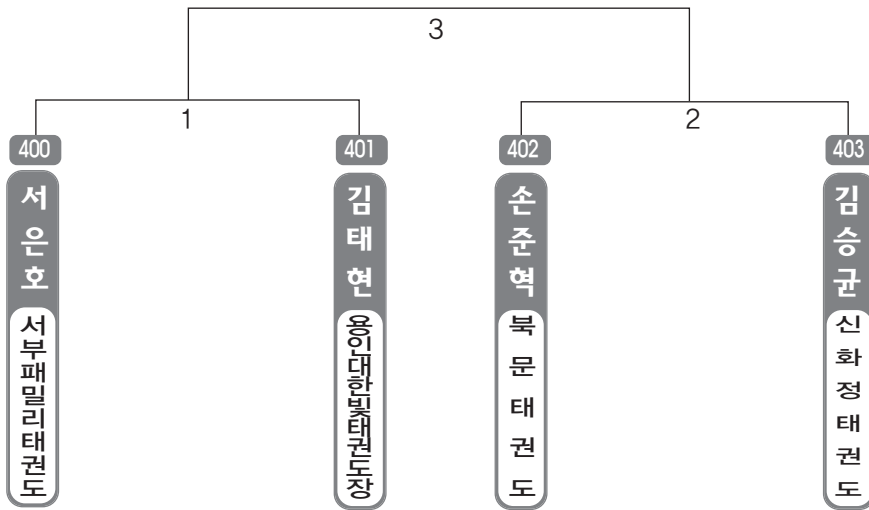 3
1
2
400
401
402
403
서은호
김태현
손준혁
김승균
서부패밀리태권도
용인대한빛태권도장
북문태권도
신화정태권도